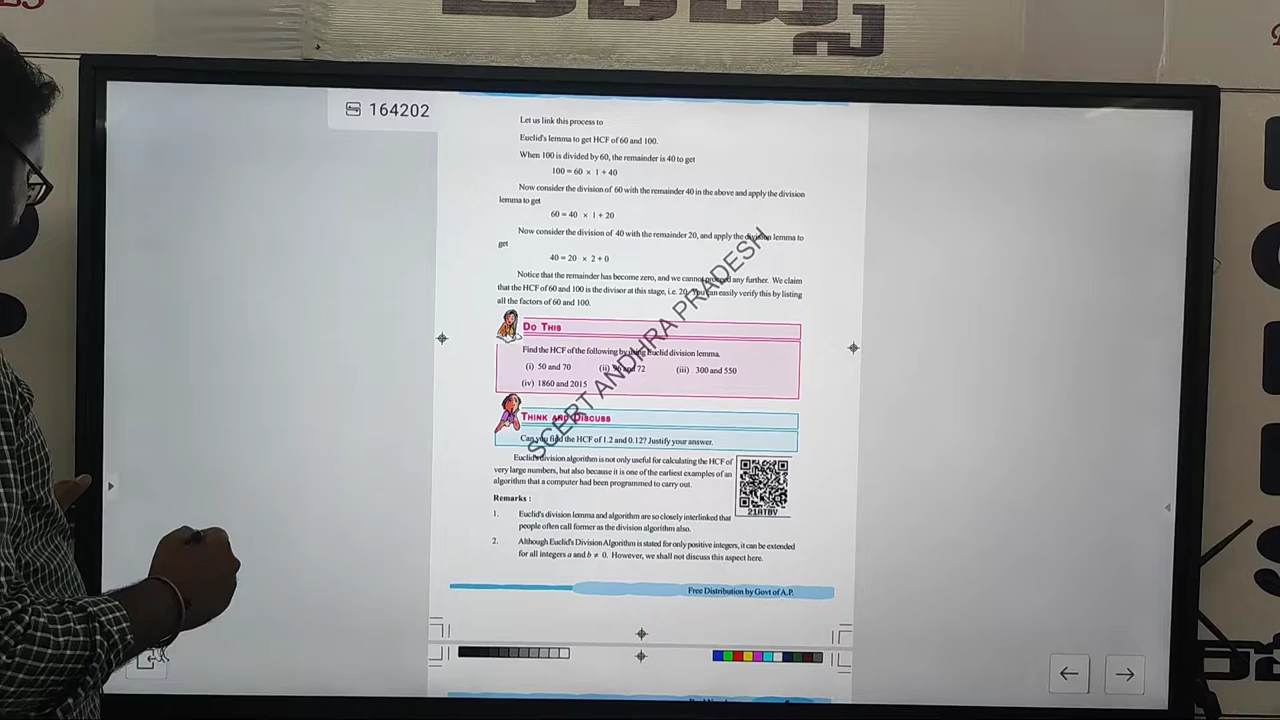 164202
Let us link this process to
Euclid's lemma to get HCF of 60 and 100.
When 100 is divided by 60, the remainder is 40 to get
100 = 60 × 1 + 40
Now consider the division of 60 with the remainder 40 in the above and apply the division
lemma to get
60 = 40 × 1 + 20
Now consider the division of 40 with the remainder 20, and apply the division lemma to
get
40 = 20 × 2 + 0
Notice that the remainder has become zero, and we cannot proceed any further. We claim
that the HCF of 60 and 100 is the divisor at this stage, i.e. 20. You can easily verify this by listing
all the factors of 60 and 100.
DO THIS
Find the HCF of the following by using Euclid division lemma.
(i) 50 and 70 (ii) 96 and 72 (iii) 300 and 550
(iv) 1860 and 2015
THINK AND DISCUSS
Can you find the HCF of 1.2 and 0.12? Justify your answer.
Euclid's division algorithm is not only useful for calculating the HCF of
very large numbers, but also because it is one of the earliest examples of an
algorithm that a computer had been programmed to carry out.
Remarks :
1. Euclid's division lemma and algorithm are so closely interlinked that
people often call former as the division algorithm also.
2. Although Euclid's Division Algorithm is stated for only positive integers, it can be extended
for all integers a and b ≠ 0. However, we shall not discuss this aspect here.
21RTBV
Free Distribution by Govt of A.P.
SCERT ANDHRA PRADESH